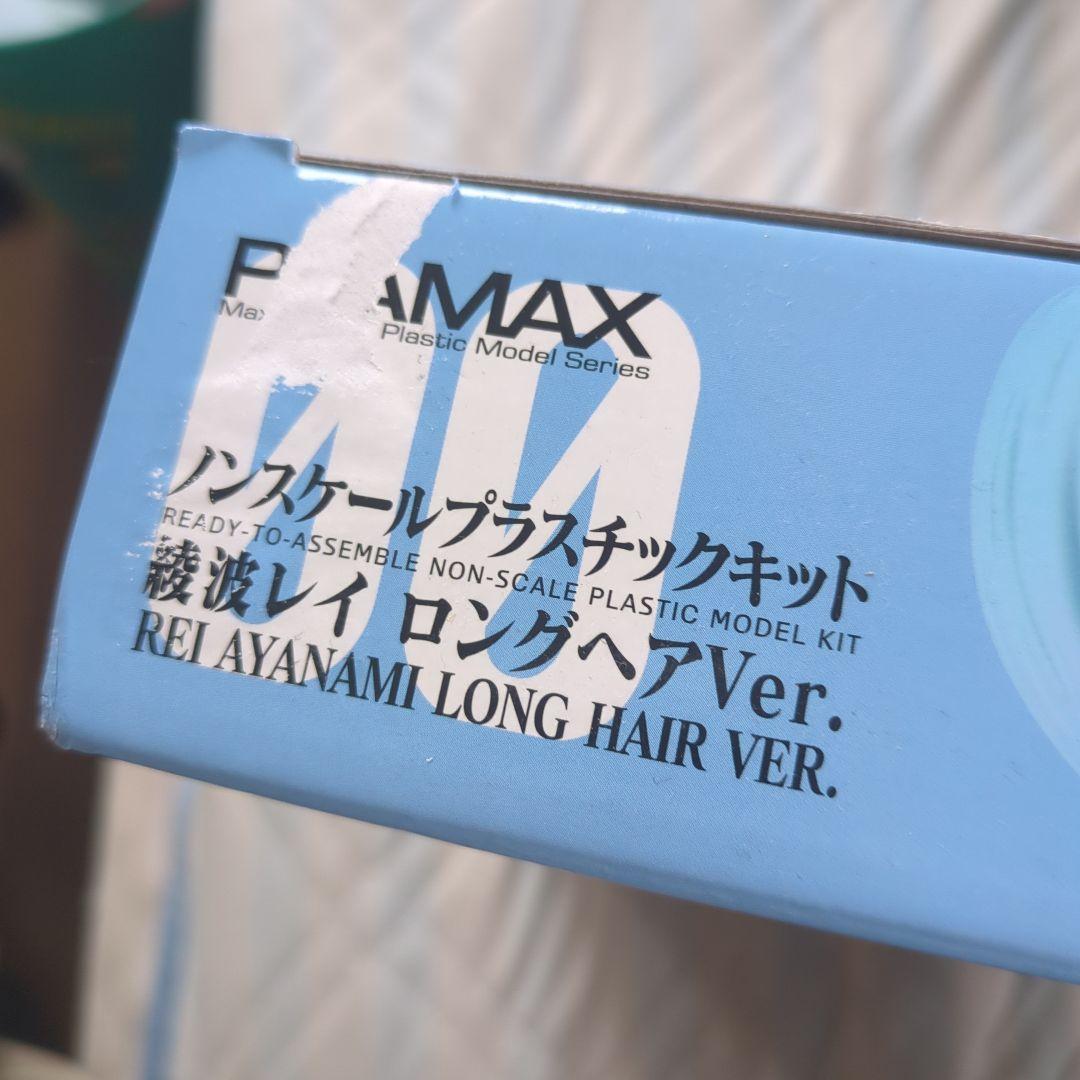 P AMAX
Plastic Model Series
ノンスケールプラスチックキット
READY-TO-ASSEMBLE NON-SCALE PLASTIC MODEL KIT
綾波レイ ロングヘアVer.
REI AYANAMI LONG HAIR VER.
00